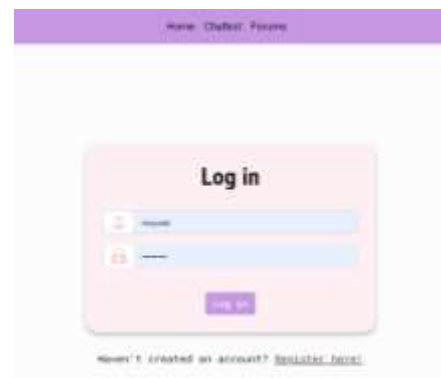 Home Chatbot Forums
Log in
Log in
Haven't created an account? Register here!